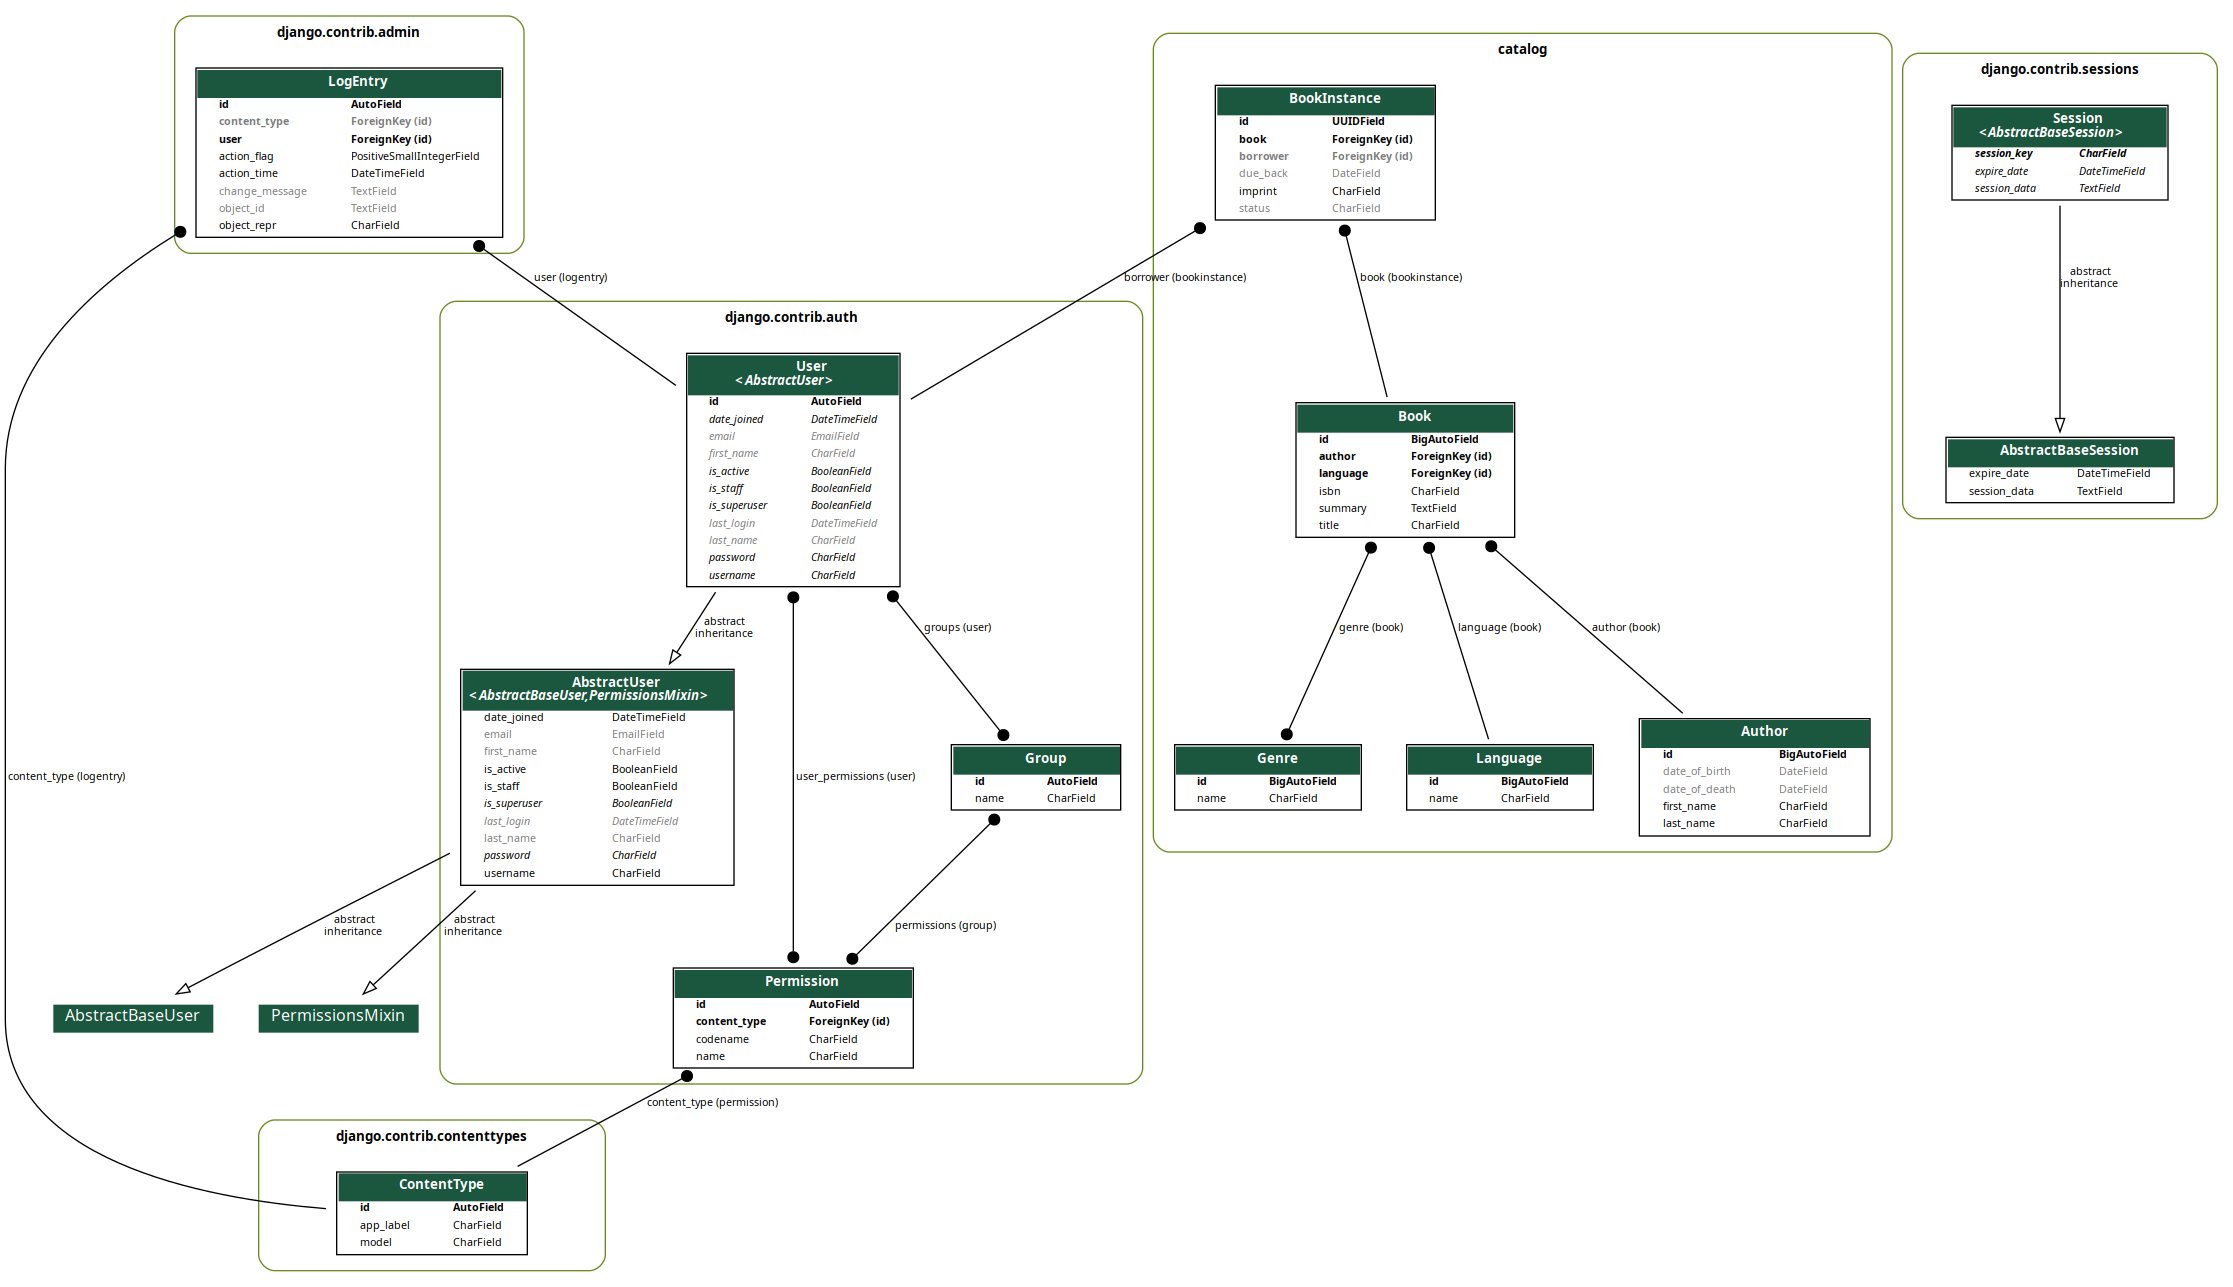 django.contrib.admin
LogEntry
id AutoField
content_type ForeignKey (id)
user ForeignKey (id)
action_flag PositiveSmallIntegerField
action_time DateTimeField
change_message TextField
object_id TextField
object_repr CharField
catalog
BookInstance
id UUIDField
book ForeignKey (id)
borrower ForeignKey (id)
due_back DateField
imprint CharField
status CharField
django.contrib.sessions
Session
<AbstractBaseSession>
session_key CharField
expire_date DateTimeField
session_data TextField
user (logentry)
borrower (bookinstance)
book (bookinstance)
abstract
inheritance
django.contrib.auth
User
<AbstractUser>
id AutoField
date_joined DateTimeField
email EmailField
first_name CharField
is_active BooleanField
is_staff BooleanField
is_superuser BooleanField
last_login DateTimeField
last_name CharField
password CharField
username CharField
Book
id BigAutoField
author ForeignKey (id)
language ForeignKey (id)
isbn CharField
summary TextField
title CharField
AbstractBaseSession
expire_date DateTimeField
session_data TextField
abstract
inheritance
groups (user)
genre (book)
language (book)
author (book)
AbstractUser
<AbstractBaseUser,PermissionsMixin>
date_joined DateTimeField
email EmailField
first_name CharField
is_active BooleanField
is_staff BooleanField
is_superuser BooleanField
last_login DateTimeField
last_name CharField
password CharField
username CharField
content_type (logentry)
user_permissions (user)
Group
id AutoField
name CharField
Genre
id BigAutoField
name CharField
Language
id BigAutoField
name CharField
Author
id BigAutoField
date_of_birth DateField
date_of_death DateField
first_name CharField
last_name CharField
abstract
inheritance
abstract
inheritance
permissions (group)
AbstractBaseUser
PermissionsMixin
Permission
id AutoField
content_type ForeignKey (id)
codename CharField
name CharField
content_type (permission)
django.contrib.contenttypes
ContentType
id AutoField
app_label CharField
model CharField